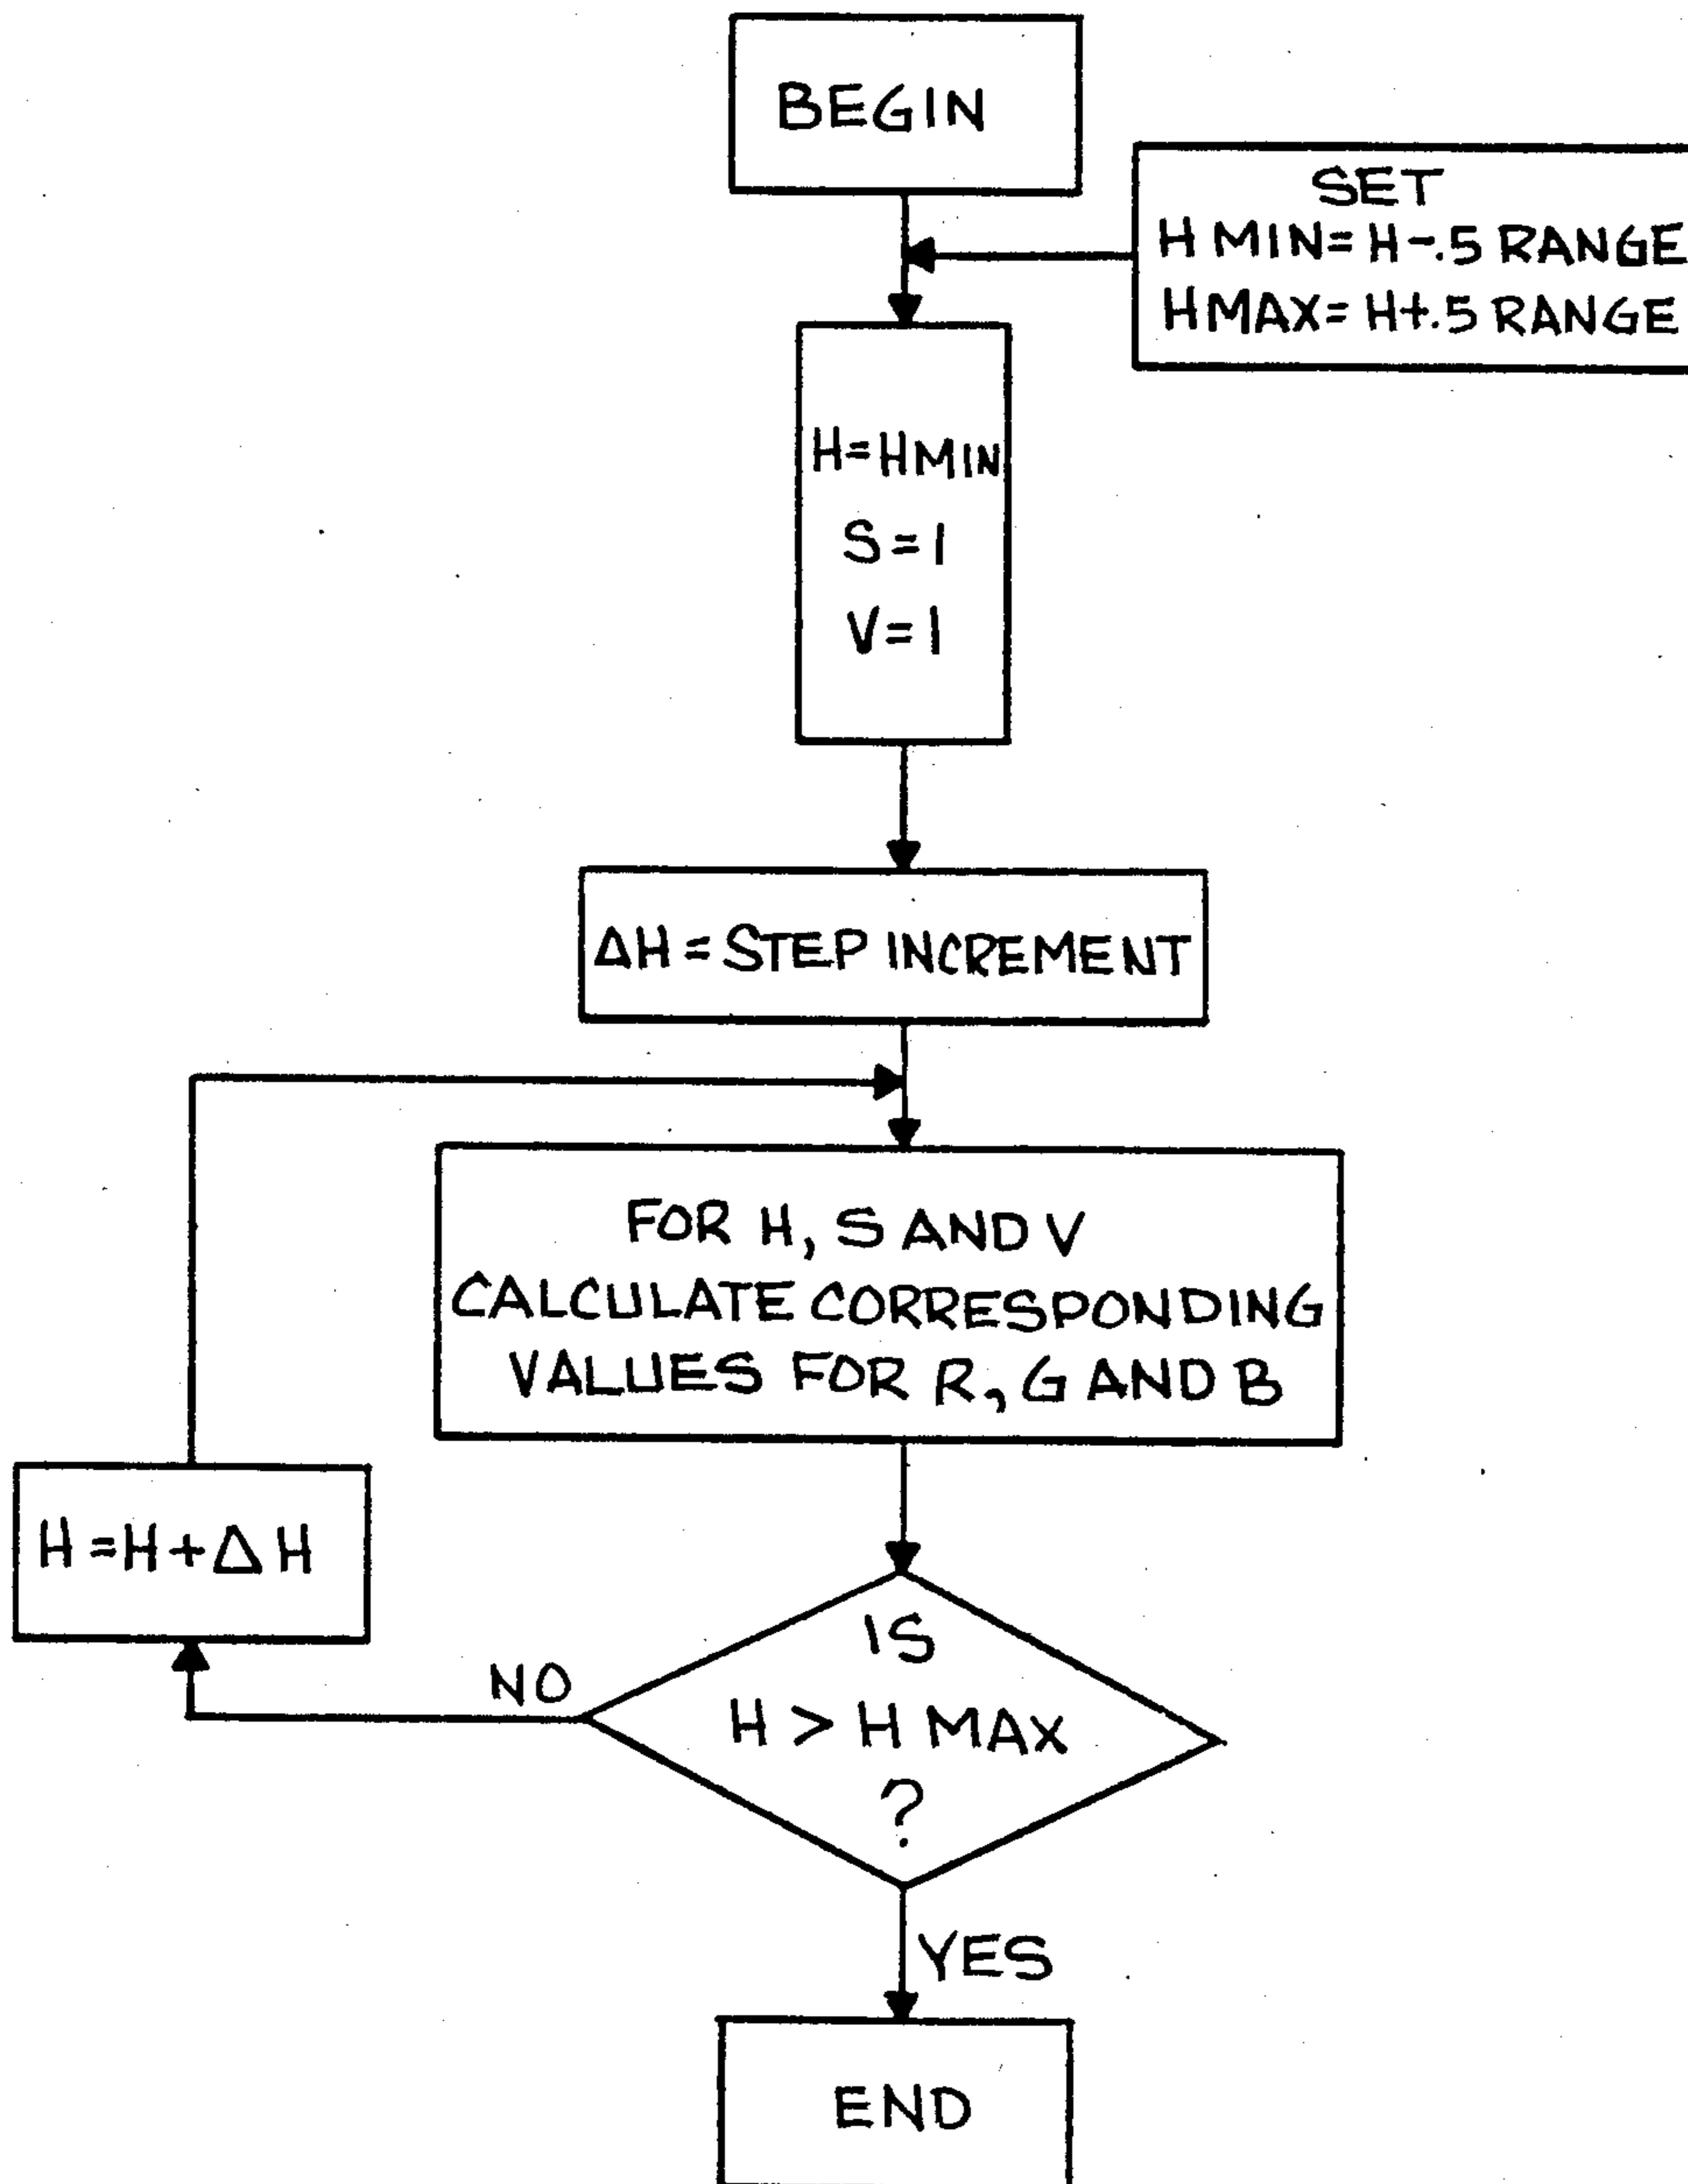 BEGIN
SET
H MIN=H-.5 RANGE
HMAX=H+.5 RANGE
H=HMIN
S=1
V=1
ΔH=STEP INCREMENT
FOR H, S AND V
CALCULATE CORRESPONDING
VALUES FOR R, G AND B
H=H+ΔH
IS
H > H MAX
?
NO
YES
END